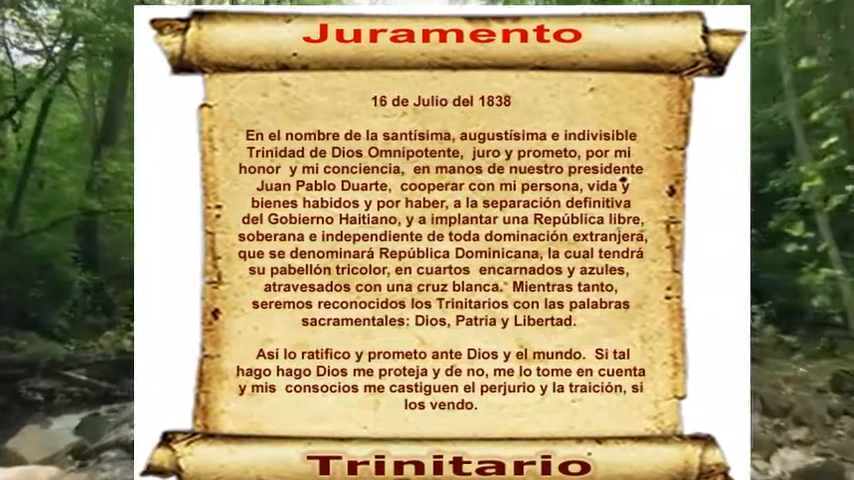 Juramento
16 de Julio del 1838
En el nombre de la santísima, augustísima e indivisible
Trinidad de Dios Omnipotente, juro y prometo, por mi
honor y mi conciencia, en manos de nuestro presidente
Juan Pablo Duarte, cooperar con mi persona, vida y
bienes habidos y por haber, a la separación definitiva
del Gobierno Haitiano, y a implantar una República libre,
soberana e independiente de toda dominación extranjera,
que se denominará República Dominicana, la cual tendrá
su pabellón tricolor, en cuartos encarnados y azules,
atravesados con una cruz blanca. Mientras tanto,
seremos reconocidos los Trinitarios con las palabras
sacramentales: Dios, Patria y Libertad.
Así lo ratifico y prometo ante Dios y el mundo. Si tal
hago hago Dios me proteja y de no, me lo tome en cuenta
y mis consocios me castiguen el perjurio y la traición, si
los vendo.
Trinitario